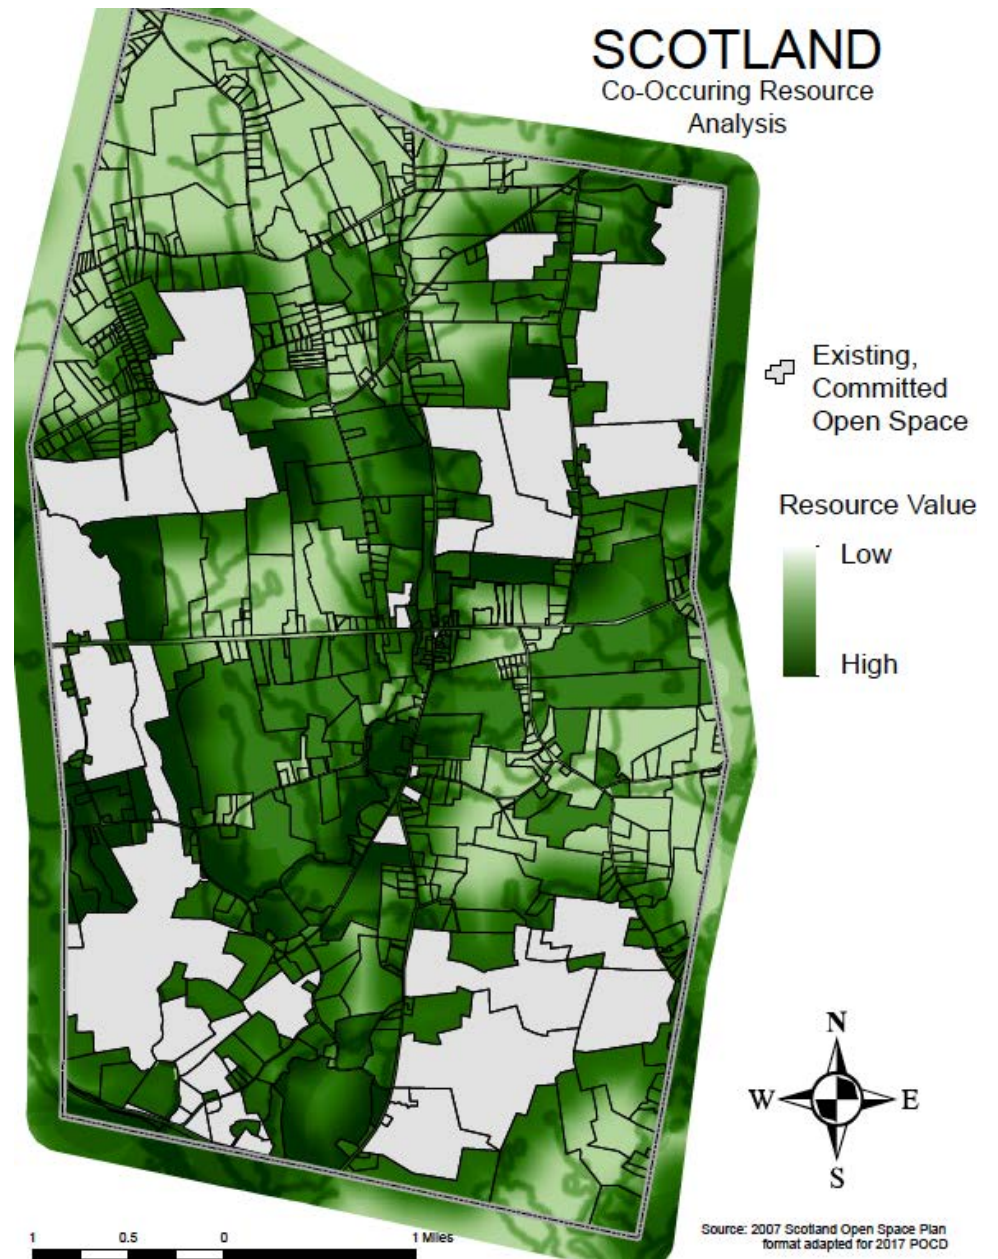 SCOTLAND
Co-Occuring Resource
Analysis
Existing,
Committed
Open Space
Resource Value
Low
High
N
W E
S
1 0.5 0 1 Miles
Source: 2007 Scotland Open Space Plan
format adapted for 2017 POCD